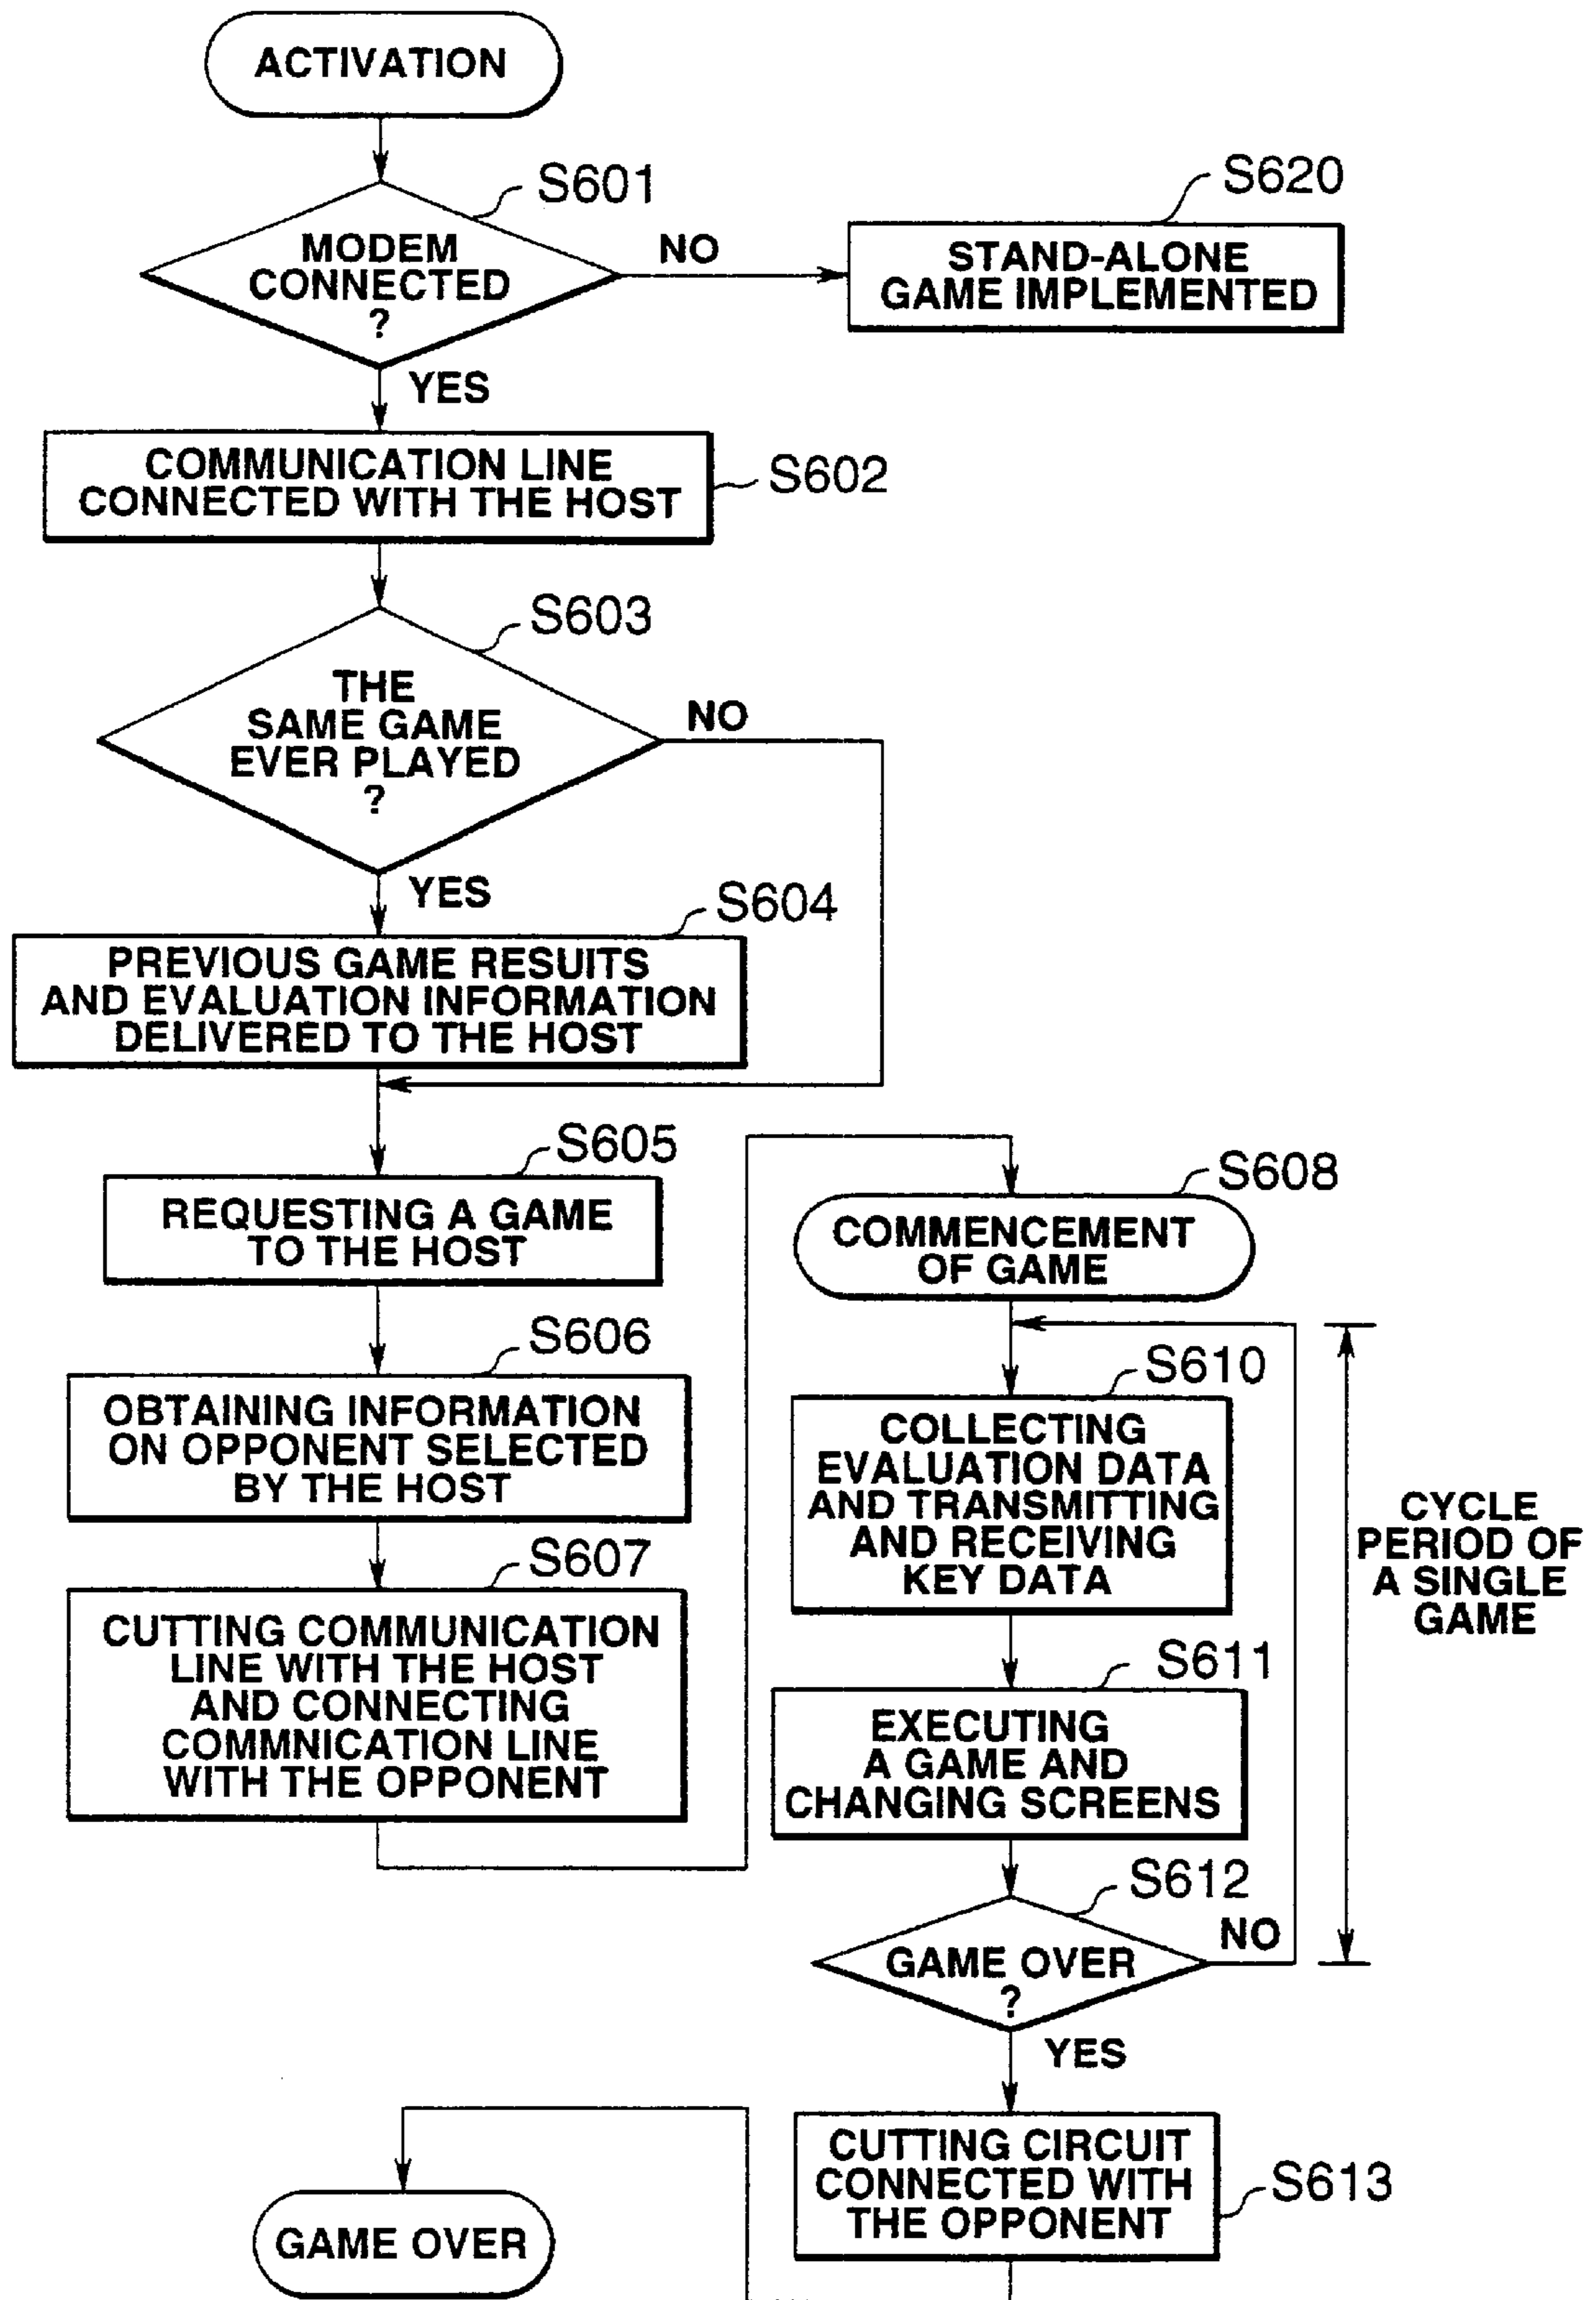 ACTIVATION
S601
MODEM
CONNECTED
?
NO
S620
STAND-ALONE
GAME IMPLEMENTED
YES
COMMUNICATION LINE
CONNECTED WITH THE HOST
S602
S603
THE
SAME GAME
EVER PLAYED
?
NO
YES
S604
PREVIOUS GAME RESUITS
AND EVALUATION INFORMATION
DELIVERED TO THE HOST
S605
REQUESTING A GAME
TO THE HOST
S606
OBTAINING INFORMATION
ON OPPONENT SELECTED
BY THE HOST
S607
CUTTING COMMUNICATION
LINE WITH THE HOST
AND CONNECTING
COMMNICATION LINE
WITH THE OPPONENT
S608
COMMENCEMENT
OF GAME
S610
COLLECTING
EVALUATION DATA
AND TRANSMITTING
AND RECEIVING
KEY DATA
CYCLE
PERIOD OF
A SINGLE
GAME
S611
EXECUTING
A GAME AND
CHANGING SCREENS
S612
GAME OVER
?
NO
YES
CUTTING CIRCUIT
CONNECTED WITH
THE OPPONENT
S613
GAME OVER